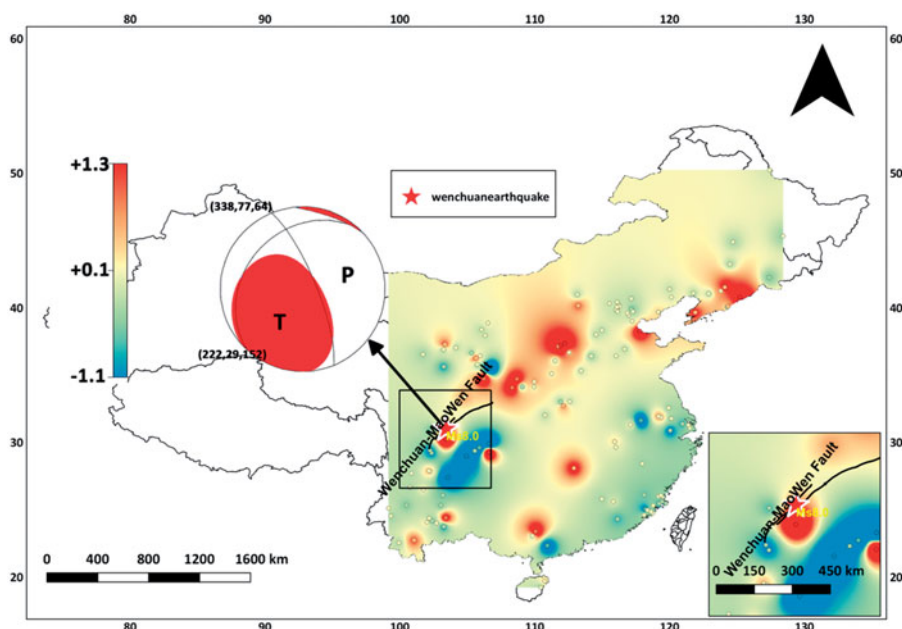 80 90 100 110 120 130
60 60
50 50
40 40
30 30
20 20
+1.3
+0.1
-1.1
wenchuanearthquake
(338,77,64)
P
T
(222,29,152)
Wenchuan-MaoWen Fault
0 400 800 1200 1600 km
Wenchuan-MaoWen Fault
0 150 300 450 km
80 90 100 110 120 130